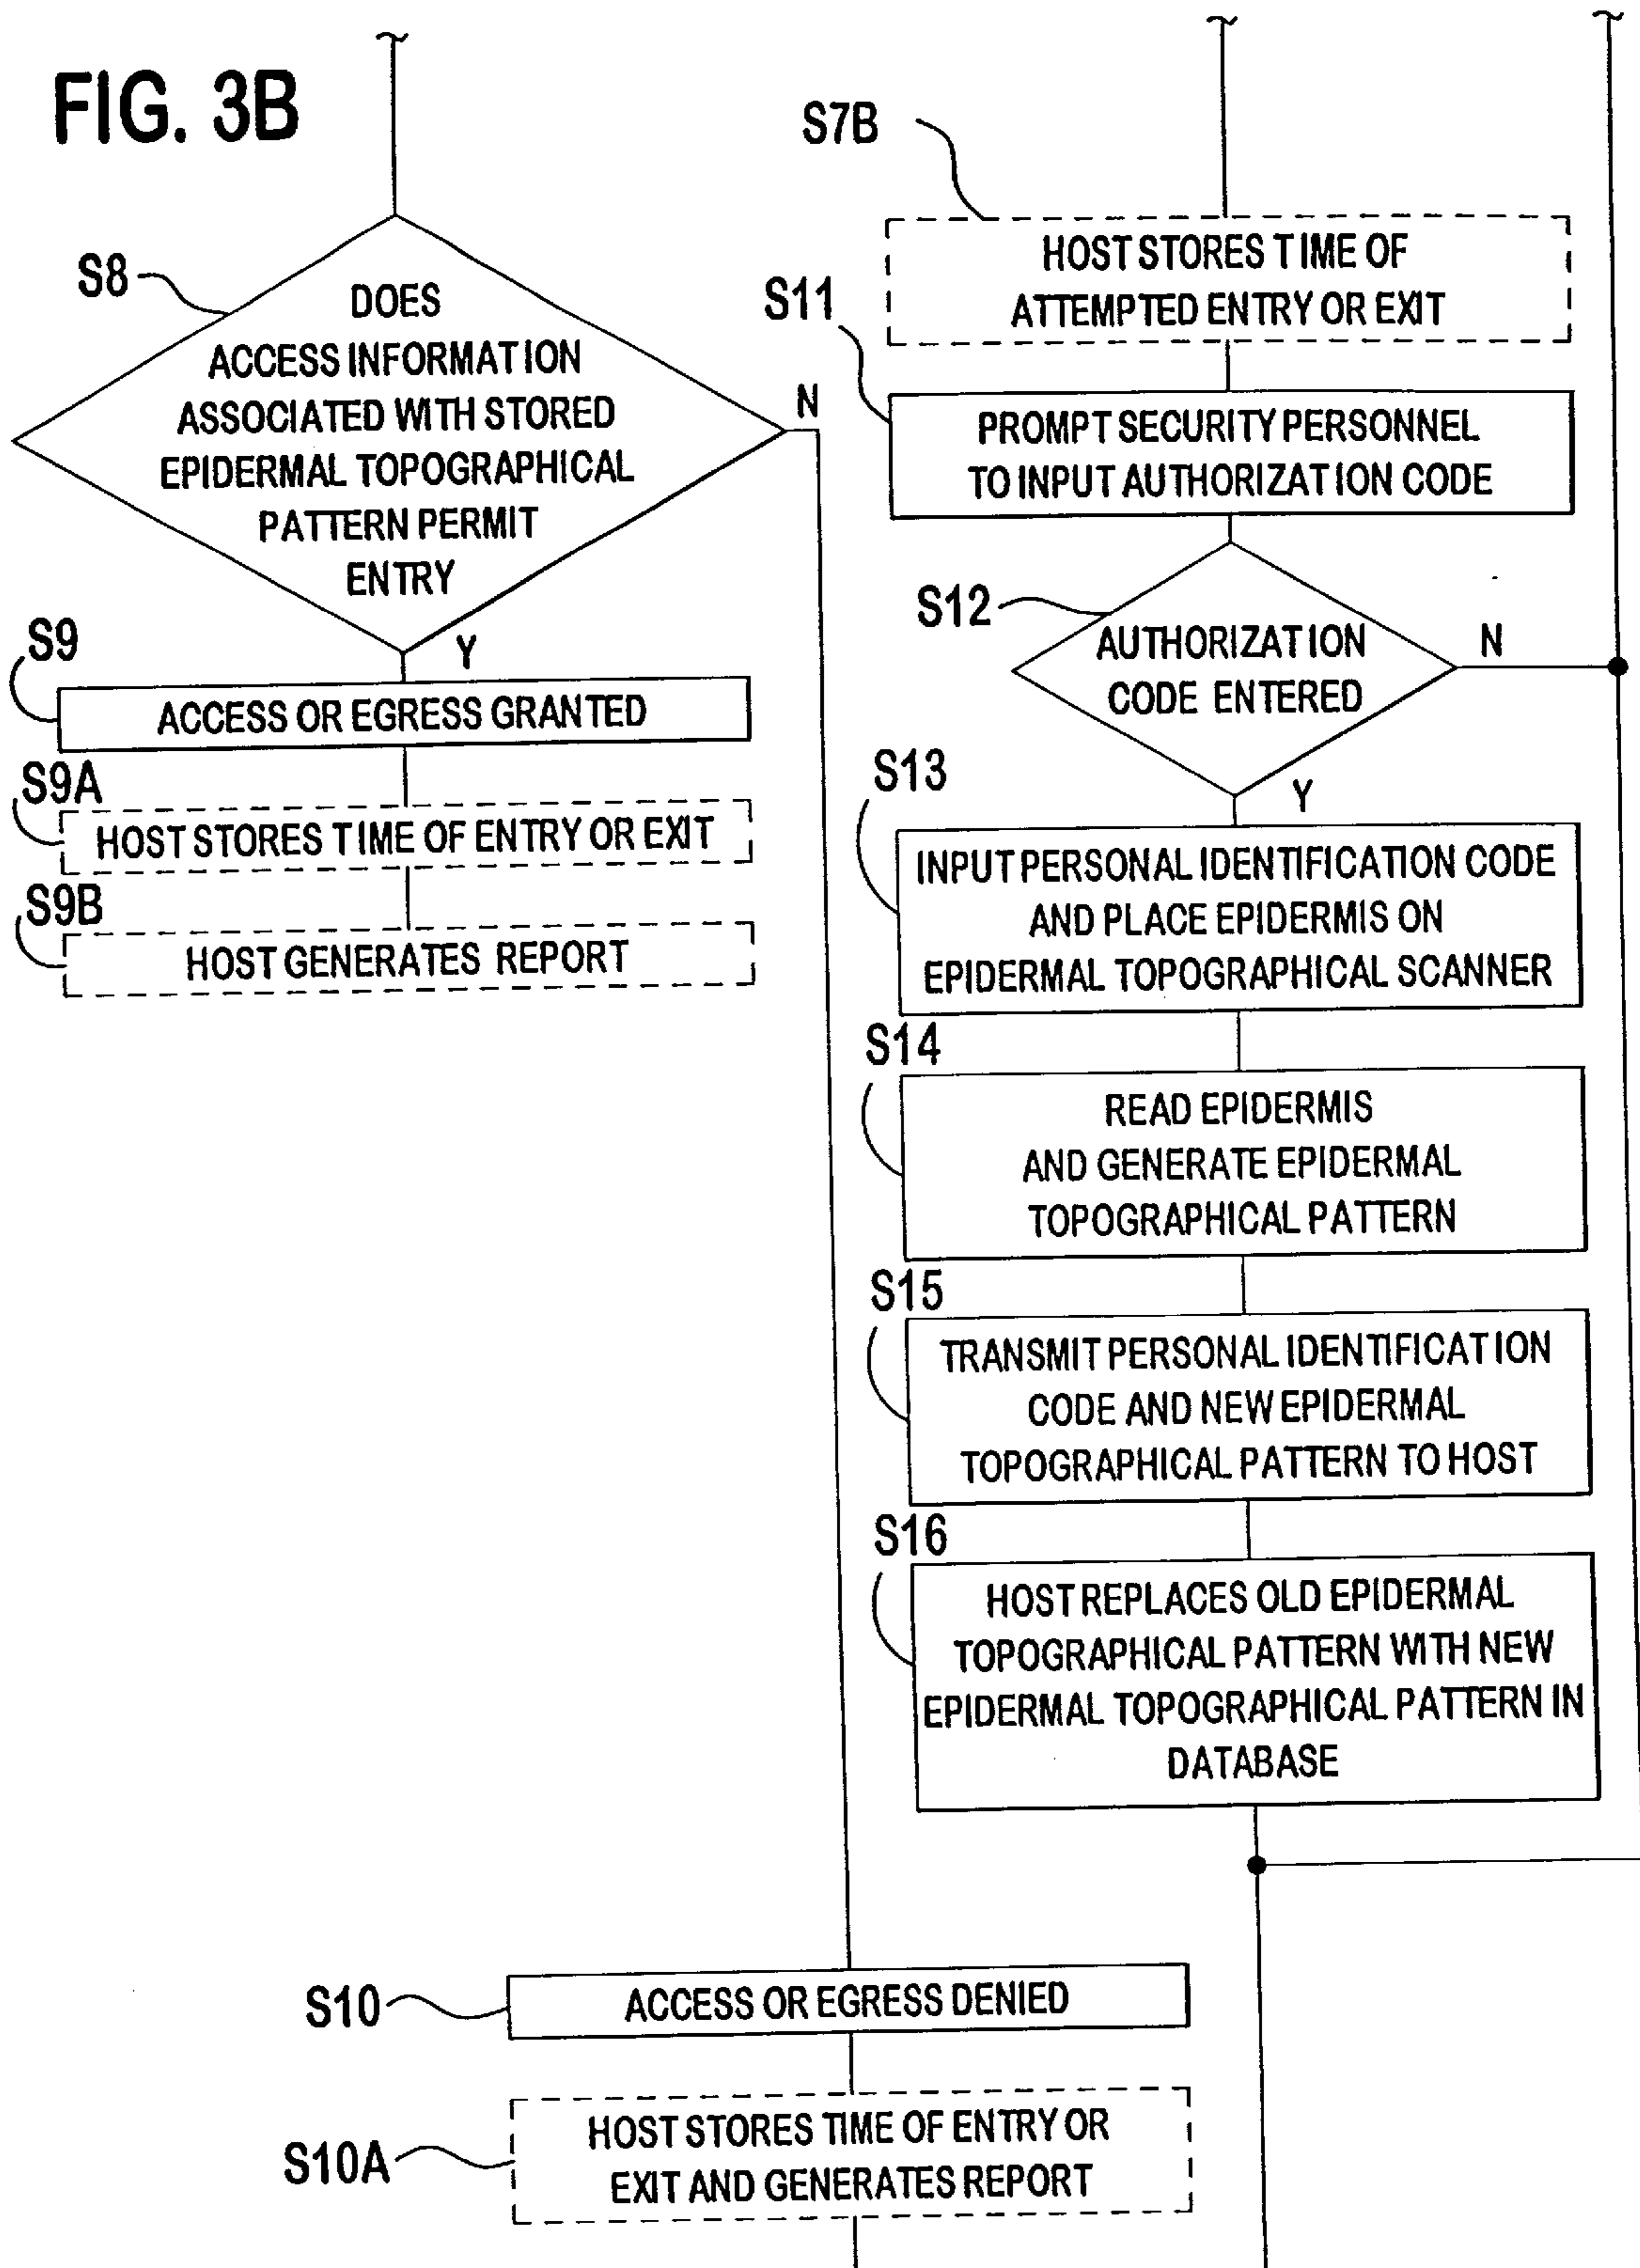 FIG. 3B
S8
DOES
ACCESS INFORMATION
ASSOCIATED WITH STORED
EPIDERMAL TOPOGRAPHICAL
PATTERN PERMIT
ENTRY
N
Y
S9
ACCESS OR EGRESS GRANTED
S9A
HOST STORES TIME OF ENTRY OR EXIT
S9B
HOST GENERATES REPORT
S7B
HOST STORES TIME OF
ATTEMPTED ENTRY OR EXIT
S11
PROMPT SECURITY PERSONNEL
TO INPUT AUTHORIZATION CODE
S12
AUTHORIZATION
CODE ENTERED
N
Y
S13
INPUT PERSONAL IDENTIFICATION CODE
AND PLACE EPIDERMIS ON
EPIDERMAL TOPOGRAPHICAL SCANNER
S14
READ EPIDERMIS
AND GENERATE EPIDERMAL
TOPOGRAPHICAL PATTERN
S15
TRANSMIT PERSONAL IDENTIFICATION
CODE AND NEW EPIDERMAL
TOPOGRAPHICAL PATTERN TO HOST
S16
HOST REPLACES OLD EPIDERMAL
TOPOGRAPHICAL PATTERN WITH NEW
EPIDERMAL TOPOGRAPHICAL PATTERN IN
DATABASE
S10
ACCESS OR EGRESS DENIED
S10A
HOST STORES TIME OF ENTRY OR
EXIT AND GENERATES REPORT